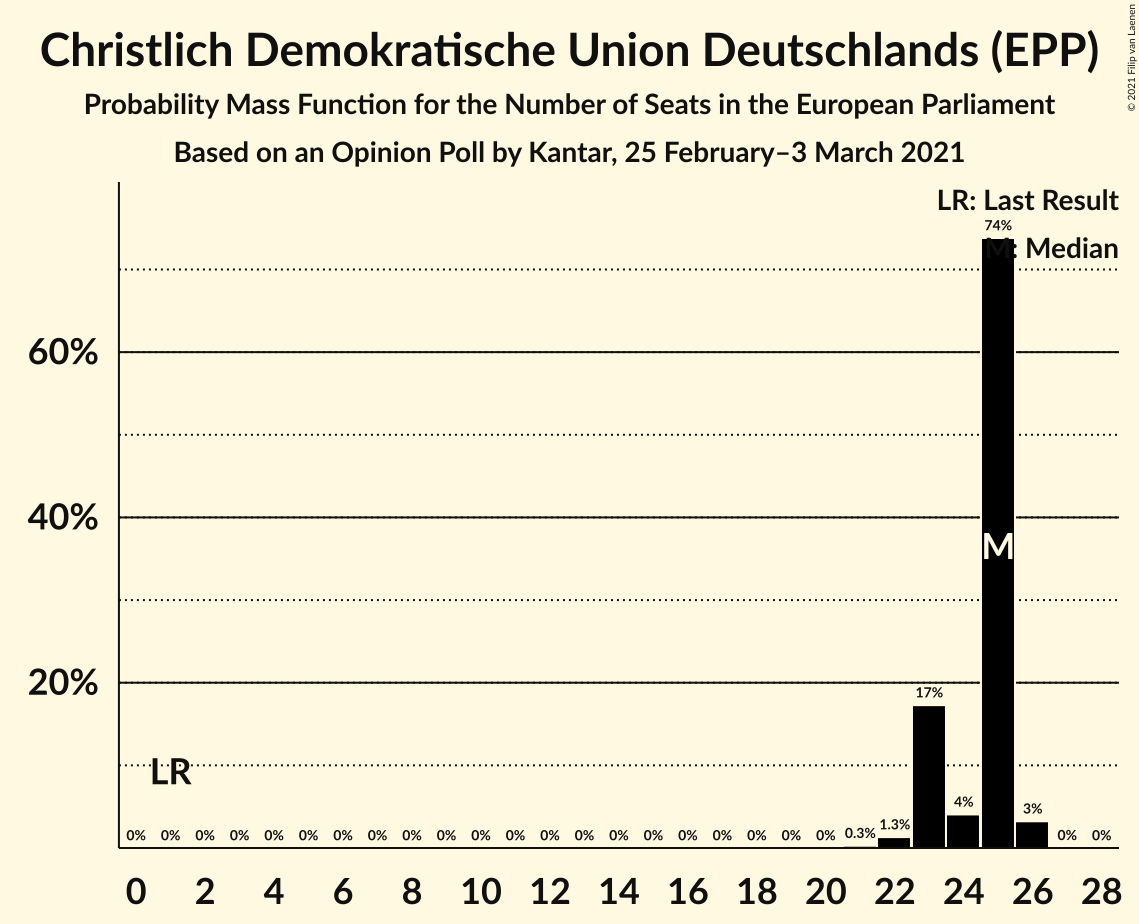 Christlich Demokratische Union Deutschlands (EPP)
Probability Mass Function for the Number of Seats in the European Parliament
Based on an Opinion Poll by Kantar, 25 February–3 March 2021
© 2021 Filip van Laenen
LR: Last Result
74%
M: Median
60%
40%
M
20%
17%
LR
0% 0% 0% 0% 0% 0% 0% 0% 0% 0% 0% 0% 0% 0% 0% 0% 0% 0% 0% 0% 0% 0.3% 1.3% 4% 3% 0% 0%
0 2 4 6 8 10 12 14 16 18 20 22 24 26 28